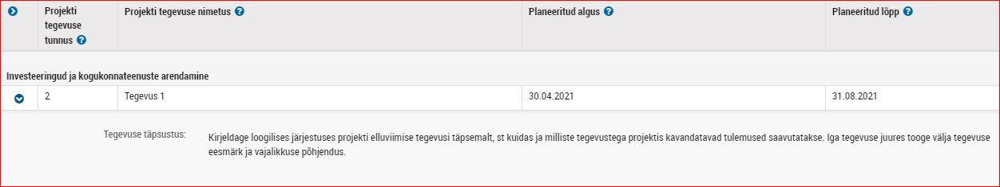 Projekti tegevuse tunnus
Projekti tegevuse nimetus
Planeeritud algus
Planeeritud lõpp
Investeeringud ja kogukonnateenuste arendamine
2 Tegevus 1 30.04.2021 31.08.2021
Tegevuse täpsustus:
Kirjeldage loogilises järjestuses projekti elluviimise tegevusi täpsemalt, st kuidas ja milliste tegevustega projektis kavandatavad tulemused saavutatakse. Iga tegevuse juures tooge välja tegevuse
eesmärk ja vajalikkuse põhjendus.